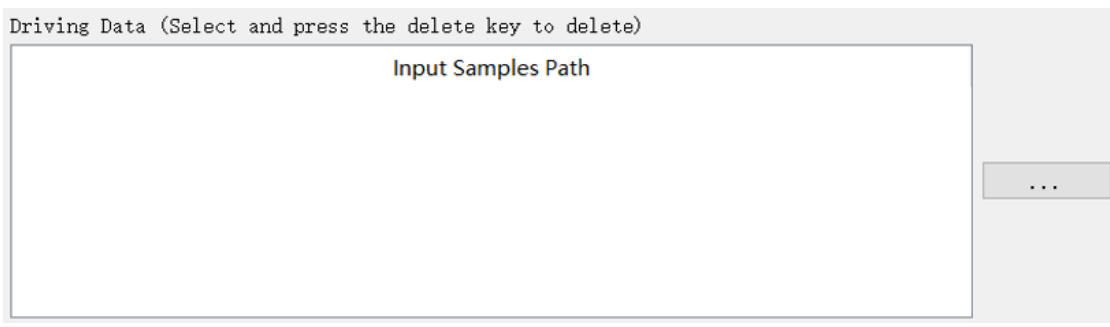 Driving Data (Select and press the delete key to delete)
Input Samples Path
...